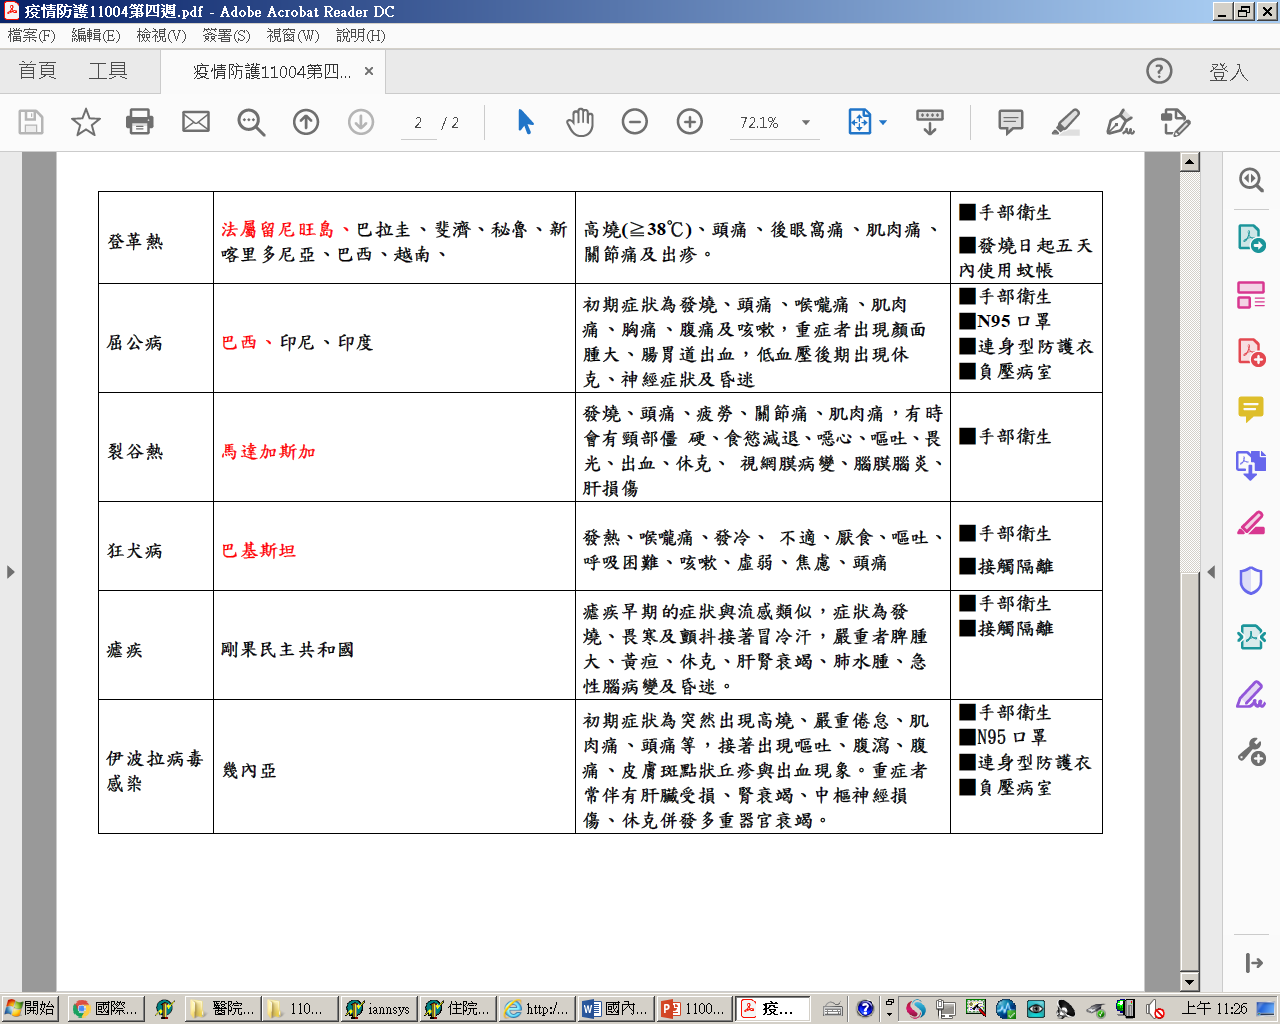 疫情防護11004第四週.pdf - Adobe Acrobat Reader DC
檔案(F) 編輯(E) 檢視(V) 簽署(S) 視窗(W) 說明(H)
首頁 工具 疫情防護11004第四... × 登入
2 / 2 72.1%
登革熱
法屬留尼旺島、巴拉圭、斐濟、秘魯、新
喀里多尼亞、巴西、越南、
高燒(≧38℃)、頭痛、後眼窩痛、肌肉痛、
關節痛及出疹。
■手部衛生
■發燒日起五天
內使用蚊帳
屈公病
巴西、印尼、印度
初期症狀為發燒、頭痛、喉嚨痛、肌肉
痛、胸痛、腹痛及咳嗽，重症者出現顏面
腫大、腸胃道出血，低血壓後期出現休
克、神經症狀及昏迷
■手部衛生
■N95 口罩
■連身型防護衣
■負壓病室
裂谷熱
馬達加斯加
發燒、頭痛、疲勞、關節痛、肌肉痛，有時
會有頸部僵 硬、食慾減退、噁心、嘔吐、畏
光、出血、休克、 視網膜病變、腦膜腦炎、
肝損傷
■手部衛生
狂犬病
巴基斯坦
發熱、喉嚨痛、發冷、 不適、厭食、嘔吐、
呼吸困難、咳嗽、虛弱、焦慮、頭痛
■手部衛生
■接觸隔離
瘧疾
剛果民主共和國
瘧疾早期的症狀與流感類似，症狀為發
燒、畏寒及顫抖接著冒冷汗，嚴重者脾腫
大、黃疸、休克、肝腎衰竭、肺水腫、急
性腦病變及昏迷。
■手部衛生
■接觸隔離
伊波拉病毒
感染
幾內亞
初期症狀為突然出現高燒、嚴重倦怠、肌
肉痛、頭痛等，接著出現嘔吐、腹瀉、腹
痛、皮膚斑點狀丘疹與出血現象。重症者
常伴有肝臟受損、腎衰竭、中樞神經損
傷、休克併發多重器官衰竭。
■手部衛生
■N95 口罩
■連身型防護衣
■負壓病室
開始 國際... 醫院... 110... iannsys 住院... http:/... 國內... 1100... 疫... 上午 11:26